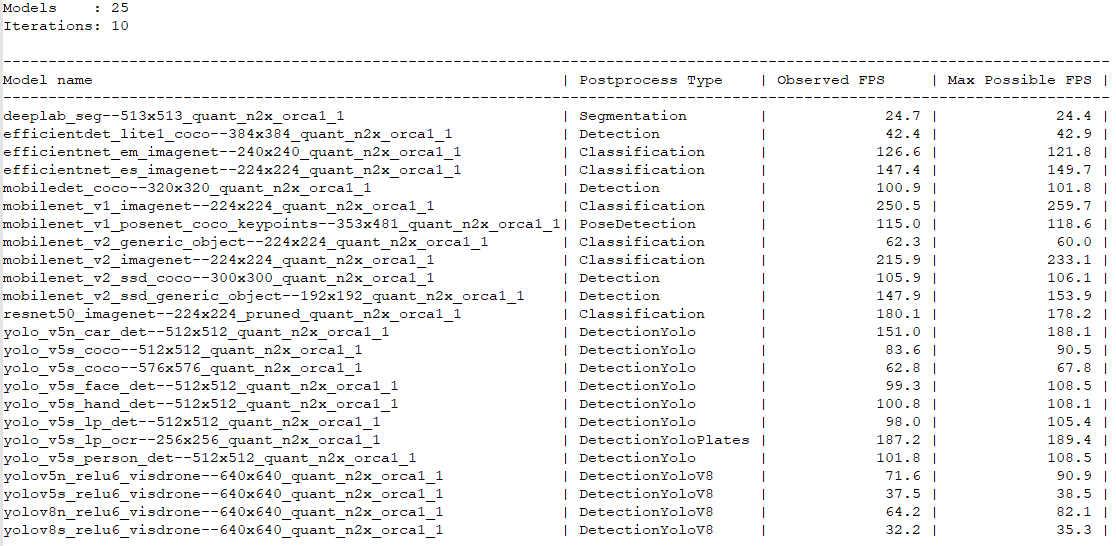 Models    : 25
Iterations: 10
--------------------------------------------------------------------------------------------------------------------------
Model name | Postprocess Type | Observed FPS | Max Possible FPS |
--------------------------------------------------------------------------------------------------------------------------
deeplab_seg--513x513_quant_n2x_orca1_1 | Segmentation | 24.7 | 24.4 |
efficientdet_lite1_coco--384x384_quant_n2x_orca1_1 | Detection | 42.4 | 42.9 |
efficientnet_em_imagenet--240x240_quant_n2x_orca1_1 | Classification | 126.6 | 121.8 |
efficientnet_es_imagenet--224x224_quant_n2x_orca1_1 | Classification | 147.4 | 149.7 |
mobiledet_coco--320x320_quant_n2x_orca1_1 | Detection | 100.9 | 101.8 |
mobilenet_v1_imagenet--224x224_quant_n2x_orca1_1 | Classification | 250.5 | 259.7 |
mobilenet_v1_posenet_coco_keypoints--353x481_quant_n2x_orca1_1| PoseDetection | 115.0 | 118.6 |
mobilenet_v2_generic_object--224x224_quant_n2x_orca1_1 | Classification | 62.3 | 60.0 |
mobilenet_v2_imagenet--224x224_quant_n2x_orca1_1 | Classification | 215.9 | 233.1 |
mobilenet_v2_ssd_coco--300x300_quant_n2x_orca1_1 | Detection | 105.9 | 106.1 |
mobilenet_v2_ssd_generic_object--192x192_quant_n2x_orca1_1 | Detection | 147.9 | 153.9 |
resnet50_imagenet--224x224_pruned_quant_n2x_orca1_1 | Classification | 180.1 | 178.2 |
yolo_v5n_car_det--512x512_quant_n2x_orca1_1 | DetectionYolo | 151.0 | 188.1 |
yolo_v5s_coco--512x512_quant_n2x_orca1_1 | DetectionYolo | 83.6 | 90.5 |
yolo_v5s_coco--576x576_quant_n2x_orca1_1 | DetectionYolo | 62.8 | 67.8 |
yolo_v5s_face_det--512x512_quant_n2x_orca1_1 | DetectionYolo | 99.3 | 108.5 |
yolo_v5s_hand_det--512x512_quant_n2x_orca1_1 | DetectionYolo | 100.8 | 108.1 |
yolo_v5s_lp_det--512x512_quant_n2x_orca1_1 | DetectionYolo | 98.0 | 105.4 |
yolo_v5s_lp_ocr--256x256_quant_n2x_orca1_1 | DetectionYoloPlates | 187.2 | 189.4 |
yolo_v5s_person_det--512x512_quant_n2x_orca1_1 | DetectionYolo | 101.8 | 108.5 |
yolov5n_relu6_visdrone--640x640_quant_n2x_orca1_1 | DetectionYoloV8 | 71.6 | 90.9 |
yolov5s_relu6_visdrone--640x640_quant_n2x_orca1_1 | DetectionYoloV8 | 37.5 | 38.5 |
yolov8n_relu6_visdrone--640x640_quant_n2x_orca1_1 | DetectionYoloV8 | 64.2 | 82.1 |
yolov8s_relu6_visdrone--640x640_quant_n2x_orca1_1 | DetectionYoloV8 | 32.2 | 35.3 |